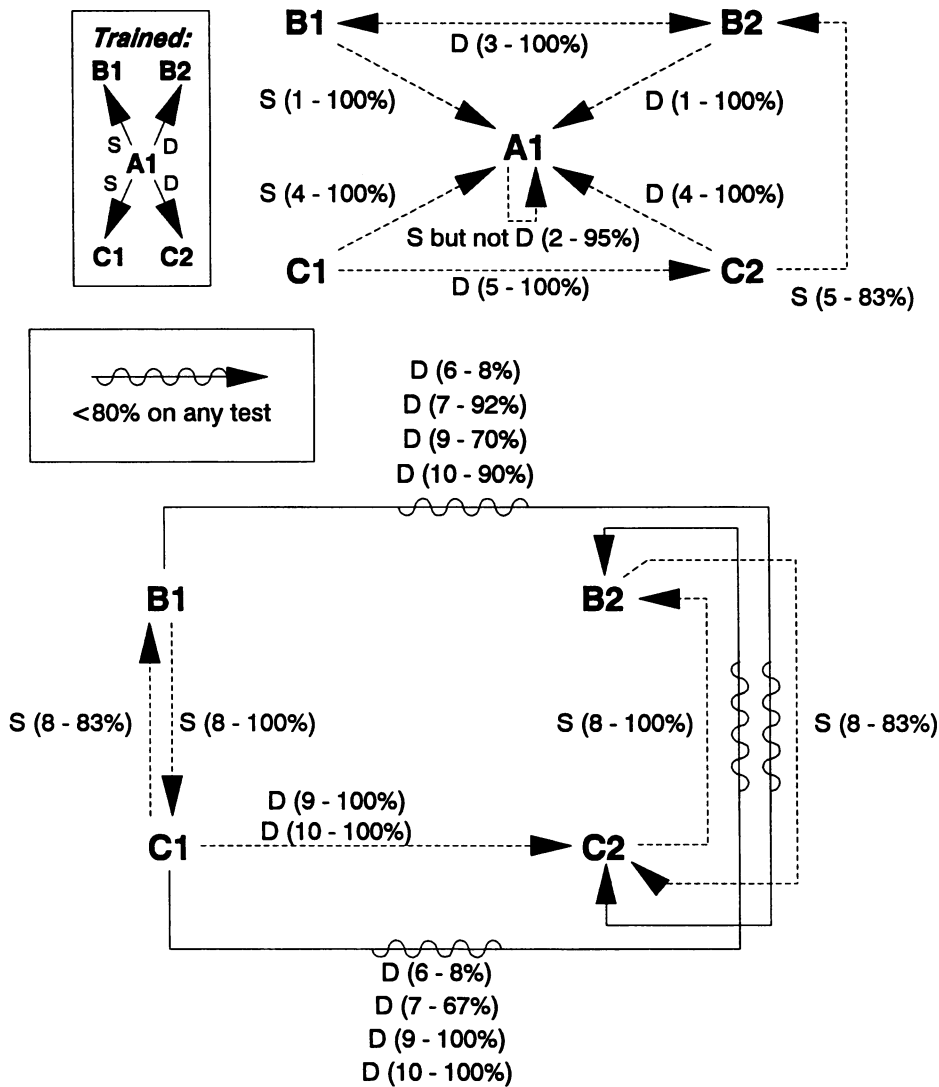 Trained:
B1 B2
S D
A1
S D
C1 C2
B1 B2
D (3 - 100%)
S (1 - 100%) D (1 - 100%)
A1
S (4 - 100%) D (4 - 100%)
S but not D (2 - 95%)
C1 C2
D (5 - 100%)
S (5 - 83%)
<80% on any test
D (6 - 8%)
D (7 - 92%)
D (9 - 70%)
D (10 - 90%)
B1 B2
S (8 - 83%) S (8 - 100%) S (8 - 100%) S (8 - 83%)
D (9 - 100%)
D (10 - 100%)
C1 C2
D (6 - 8%)
D (7 - 67%)
D (9 - 100%)
D (10 - 100%)